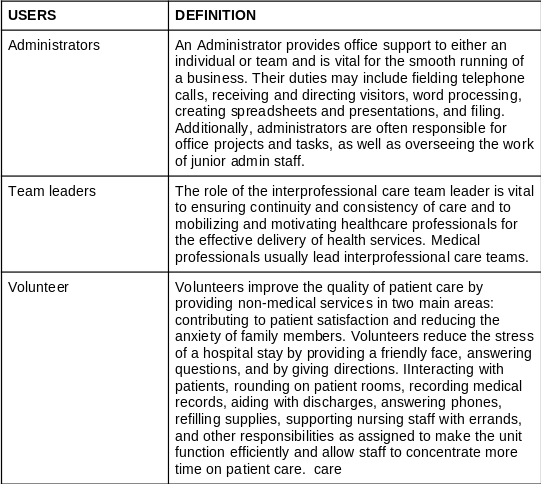 USERS DEFINITION
Administrators An Administrator provides office support to either an
individual or team and is vital for the smooth running of
a business. Their duties may include fielding telephone
calls, receiving and directing visitors, word processing,
creating spreadsheets and presentations, and filing.
Additionally, administrators are often responsible for
office projects and tasks, as well as overseeing the work
of junior admin staff.
Team leaders The role of the interprofessional care team leader is vital
to ensuring continuity and consistency of care and to
mobilizing and motivating healthcare professionals for
the effective delivery of health services. Medical
professionals usually lead interprofessional care teams.
Volunteer Volunteers improve the quality of patient care by
providing non-medical services in two main areas:
contributing to patient satisfaction and reducing the
anxiety of family members. Volunteers reduce the stress
of a hospital stay by providing a friendly face, answering
questions, and by giving directions. IInteracting with
patients, rounding on patient rooms, recording medical
records, aiding with discharges, answering phones,
refilling supplies, supporting nursing staff with errands,
and other responsibilities as assigned to make the unit
function efficiently and allow staff to concentrate more
time on patient care.  care